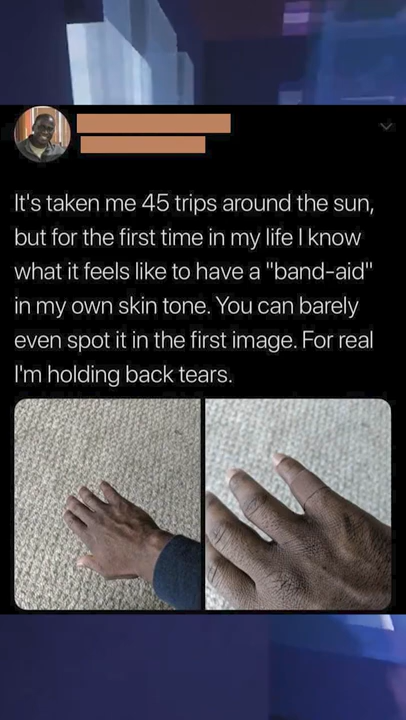 It's taken me 45 trips around the sun,
but for the first time in my life I know
what it feels like to have a "band-aid"
in my own skin tone. You can barely
even spot it in the first image. For real
I'm holding back tears.